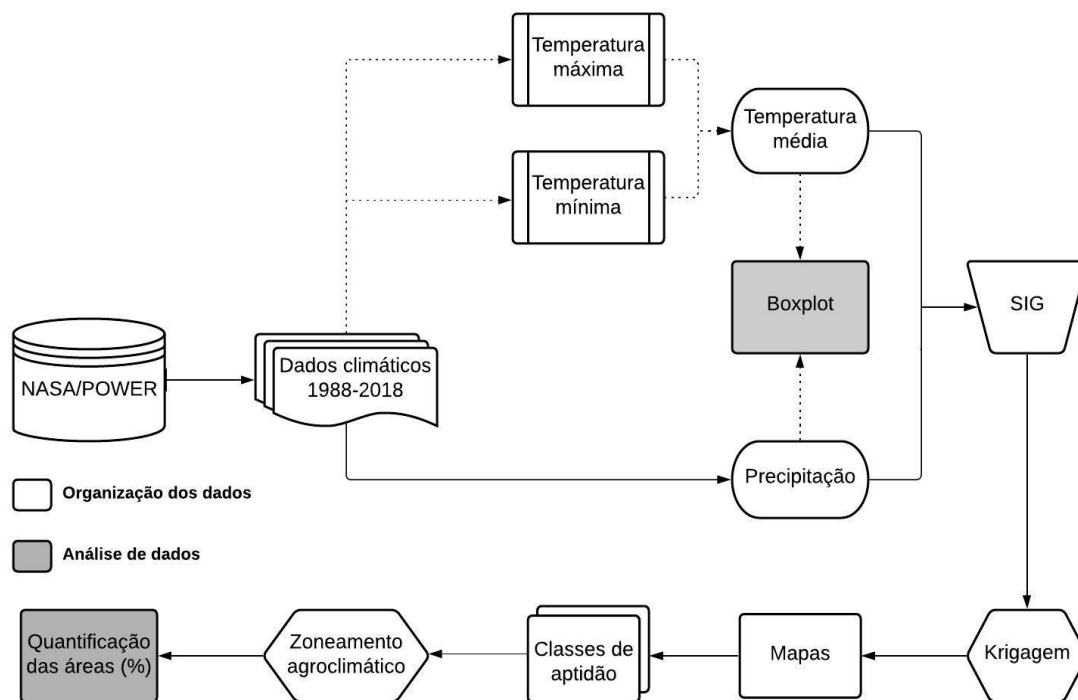 Temperatura
máxima
Temperatura
média
Temperatura
mínima
Boxplot
SIG
NASA/POWER
Dados climáticos
1988-2018
Precipitação
Organização dos dados
Análise de dados
Quantificação
das áreas (%)
Zoneamento
agroclimático
Classes de
aptidão
Mapas
Krigagem